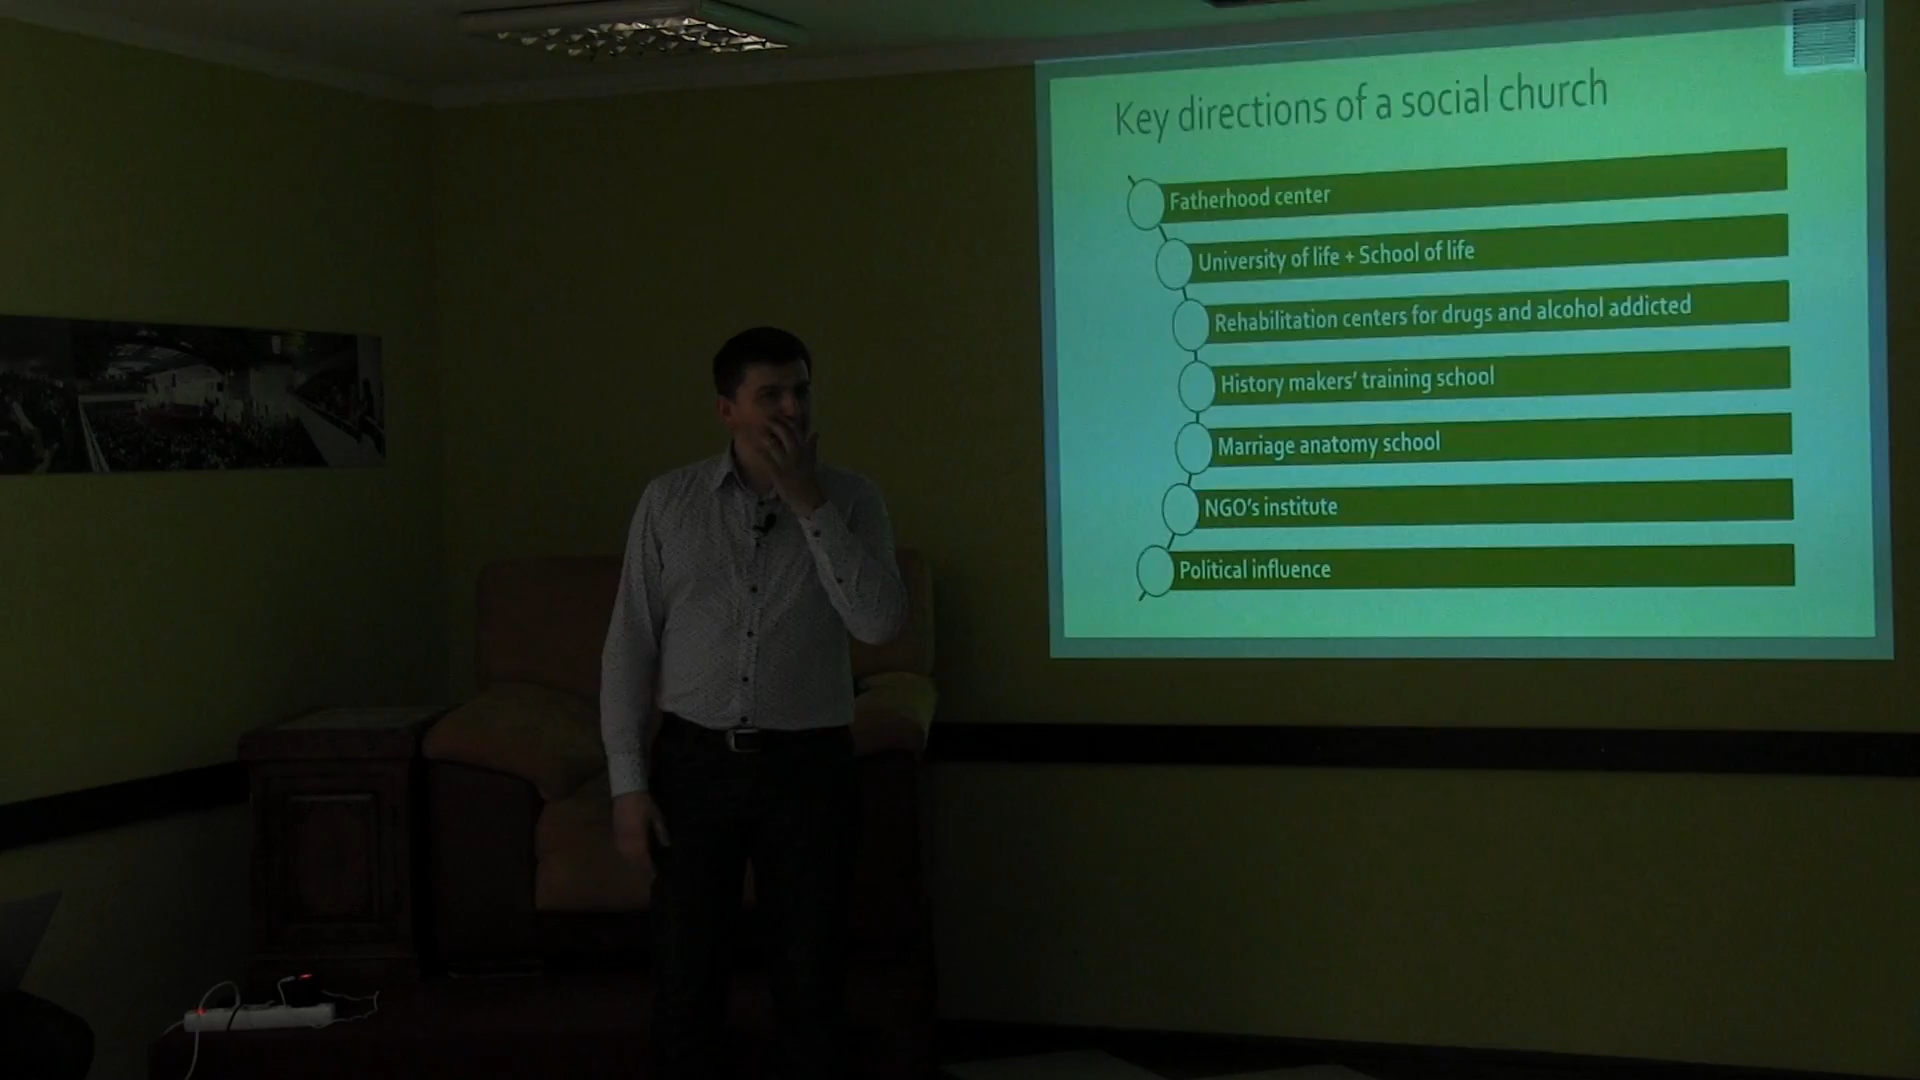 Key directions of a social church
Fatherhood center
University of life + School of life
Rehabilitation centers for drugs and alcohol addicted
History makers' training school
Marriage anatomy school
NGO's institute
Political influence